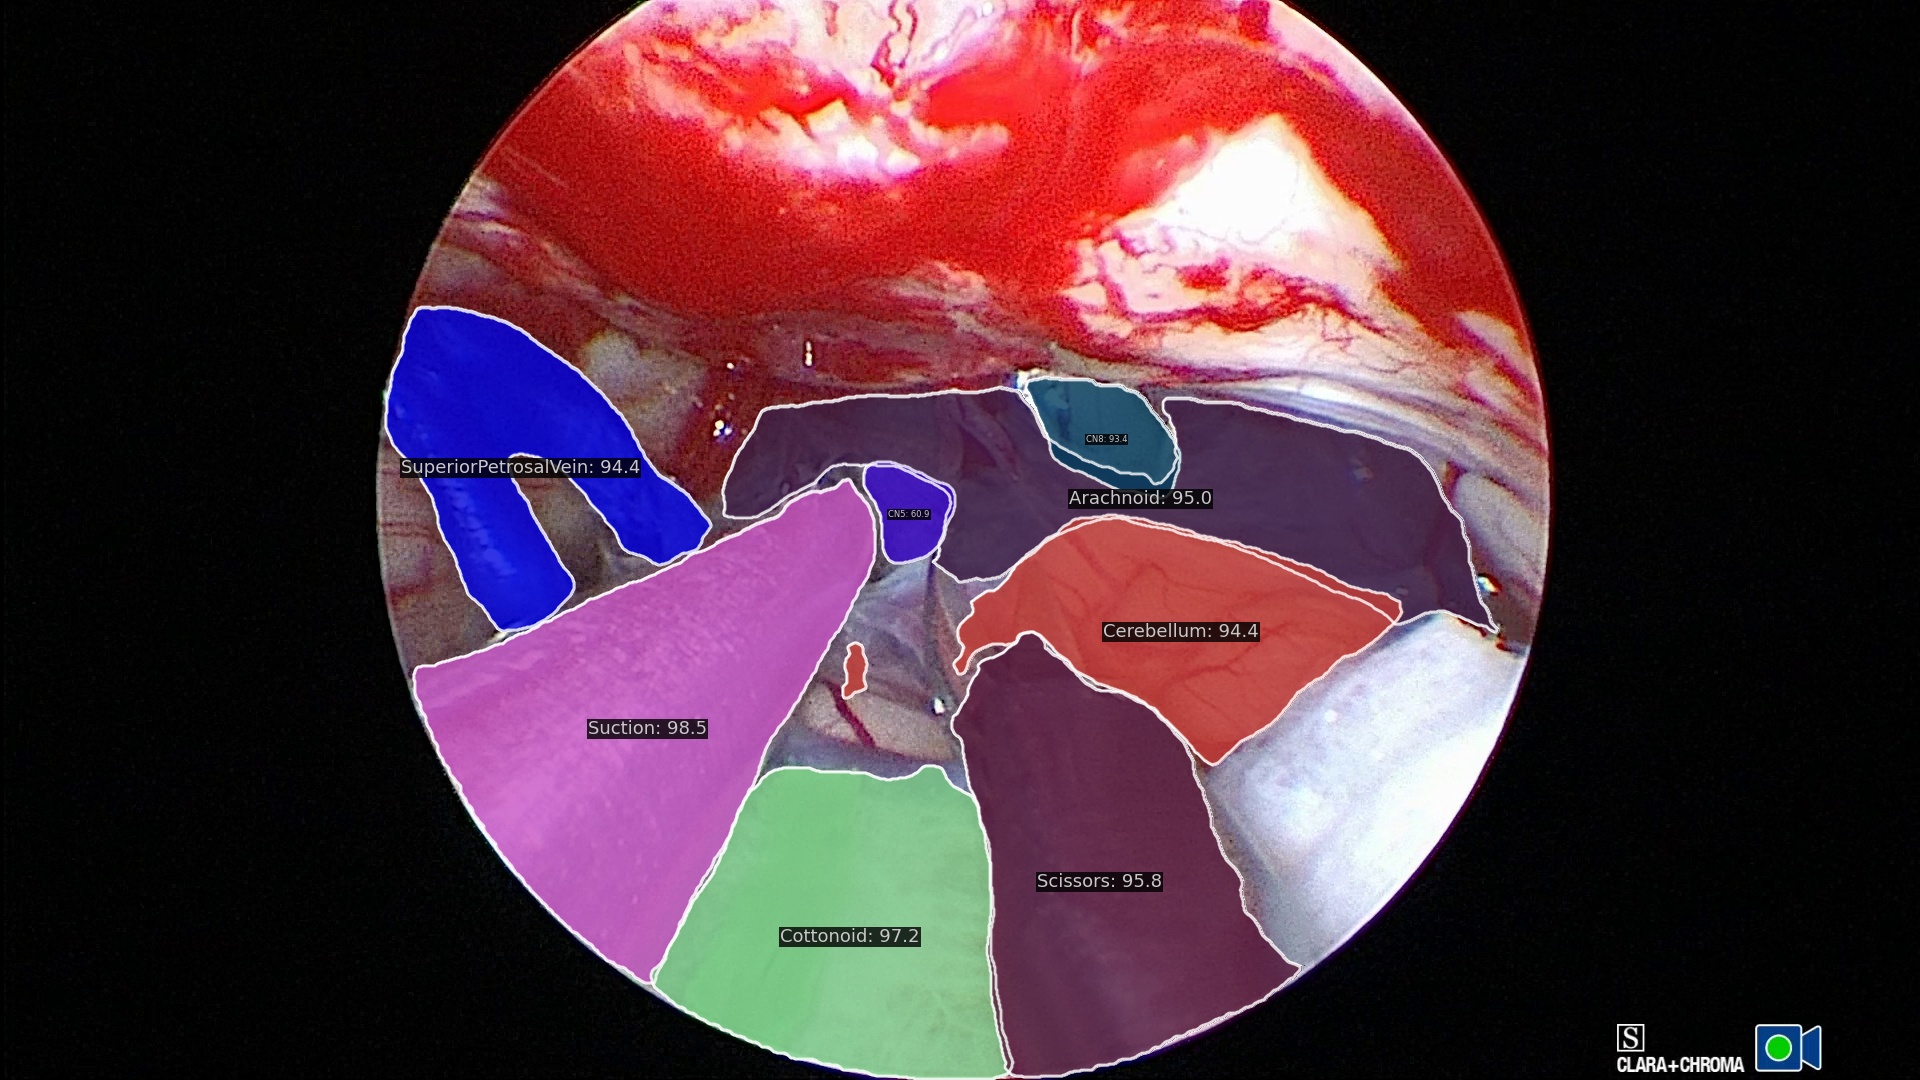 CN8: 93.4
SuperiorPetrosalVein: 94.4
Arachnoid: 95.0
CN5: 60.9
Cerebellum: 94.4
Suction: 98.5
Scissors: 95.8
Cottonoid: 97.2
S
CLARA+CHROMA